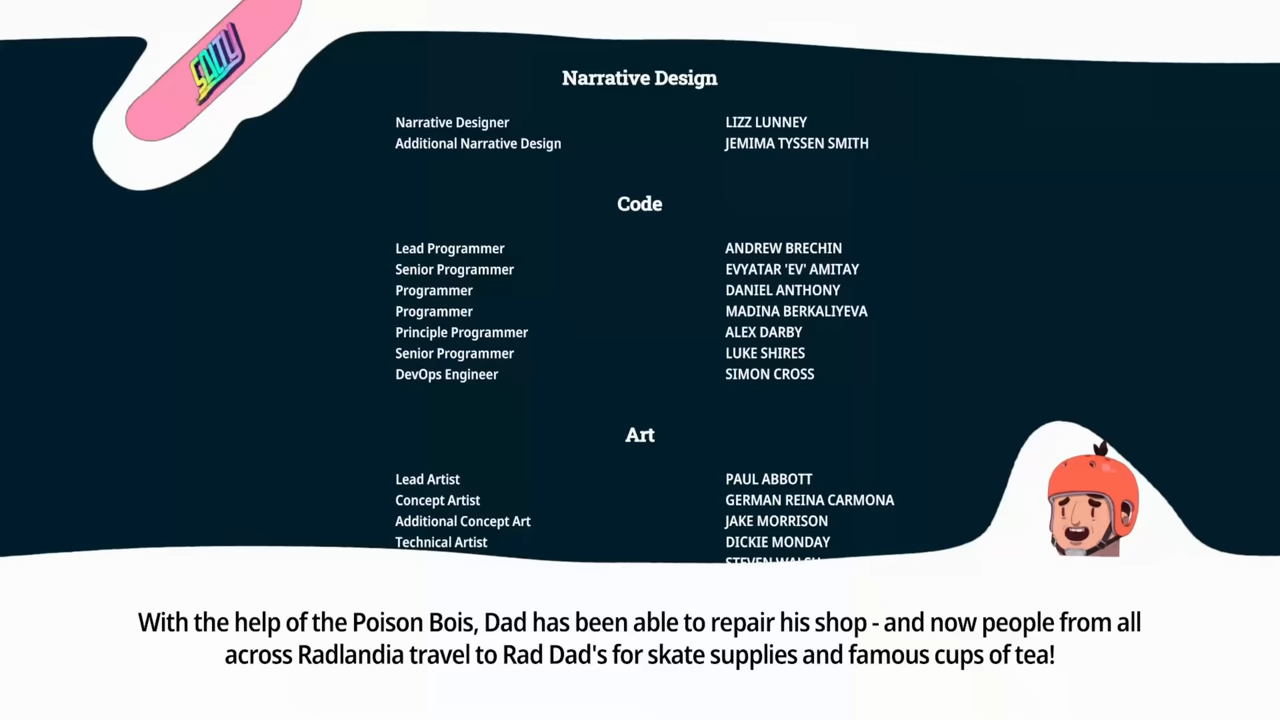 SALTY
Narrative Design
Narrative Designer LIZZ LUNNEY
Additional Narrative Design JEMIMA TYSSEN SMITH
Code
Lead Programmer ANDREW BRECHIN
Senior Programmer EVYATAR 'EV' AMITAY
Programmer DANIEL ANTHONY
Programmer MADINA BERKALIYEVA
Principle Programmer ALEX DARBY
Senior Programmer LUKE SHIRES
DevOps Engineer SIMON CROSS
Art
Lead Artist PAUL ABBOTT
Concept Artist GERMAN REINA CARMONA
Additional Concept Art JAKE MORRISON
Technical Artist DICKIE MONDAY
STEVEN
With the help of the Poison Bois, Dad has been able to repair his shop - and now people from all
across Radlandia travel to Rad Dad's for skate supplies and famous cups of tea!